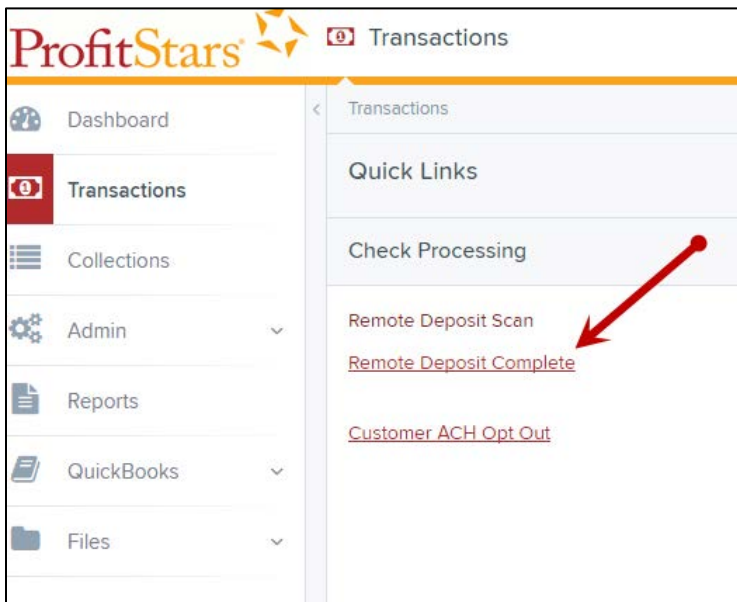 ProfitStars®
Transactions
Dashboard
Transactions
Collections
Admin
Reports
QuickBooks
Files
Transactions
Quick Links
Check Processing
Remote Deposit Scan
Remote Deposit Complete
Customer ACH Opt Out